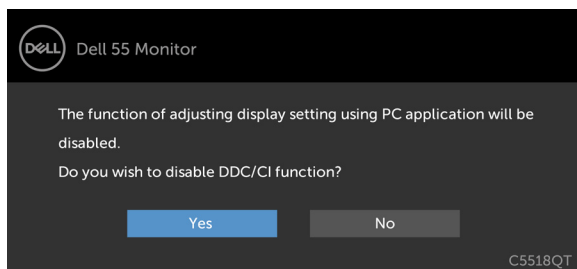 DELL
Dell 55 Monitor
The function of adjusting display setting using PC application will be
disabled.
Do you wish to disable DDC/CI function?
Yes
No
C5518QT